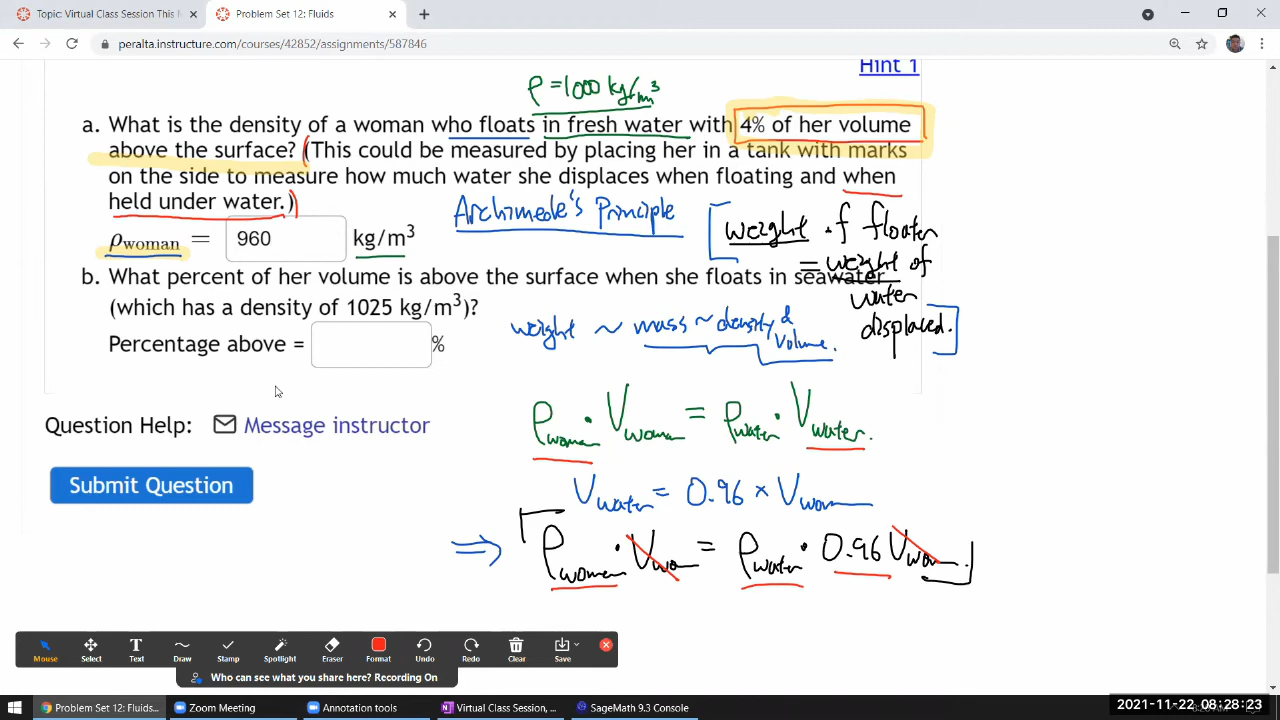 Topic: Virtual Class Session This
Problem Set 12: Fluids
peralta.instructure.com/courses/42852/assignments/587846
Hint 1
ρ = 1000 kg/m³
a. What is the density of a woman who floats in fresh water with 4% of her volume
above the surface? (This could be measured by placing her in a tank with marks
on the side to measure how much water she displaces when floating and when
held under water.)
Archimede's Principle
weight of floater
= weight of
water
displaced.
ρwoman = 960 kg/m³
b. What percent of her volume is above the surface when she floats in seawater
(which has a density of 1025 kg/m³)?
weight ~ mass ~ density & Volume.
Percentage above = %
ρwoman · Vwoman = ρwater · Vwater.
Question Help: Message instructor
Submit Question
Vwater = 0.96 × Vwoman
⇒ ρwoman · Vwom = ρwater · 0.96 Vwom.
Mouse Select Text Draw Stamp Spotlight Eraser Format Undo Redo Clear Save
Who can see what you share here? Recording On
Problem Set 12: Fluids...
Zoom Meeting
Annotation tools
Virtual Class Session, ...
SageMath 9.3 Console
2021-11-22 08:28:23